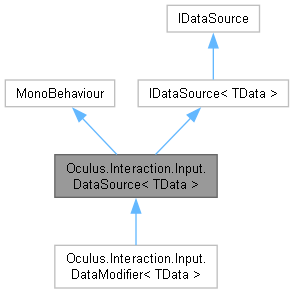 IDataSource
MonoBehaviour
IDataSource< TData >
Oculus.Interaction.Input.
DataSource< TData >
Oculus.Interaction.Input.
DataModifier< TData >